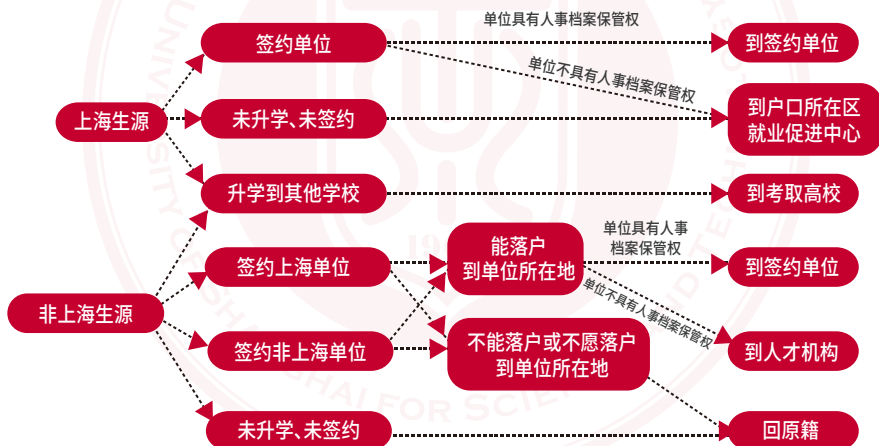 单位具有人事档案保管权
签约单位
到签约单位
单位不具有人事档案保管权
上海生源
未升学、未签约
到户口所在区
就业促进中心
升学到其他学校
到考取高校
单位具有人事
档案保管权
能落户
到单位所在地
签约上海单位
到签约单位
单位不具有人事档案保管权
非上海生源
签约非上海单位
不能落户或不愿落户
到单位所在地
到人才机构
未升学、未签约
回原籍